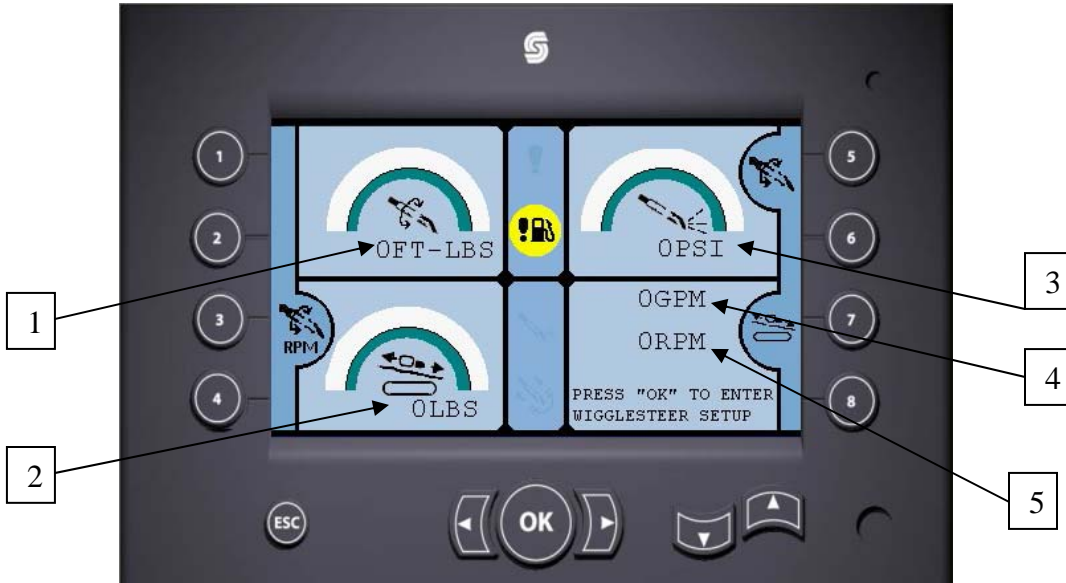 1
2
3
4
5
6
7
8
0FT-LBS
0PSI
RPM
0LBS
0GPM
0RPM
PRESS "OK" TO ENTER
WIGGLESTEER SETUP
ESC
OK
1
2
3
4
5